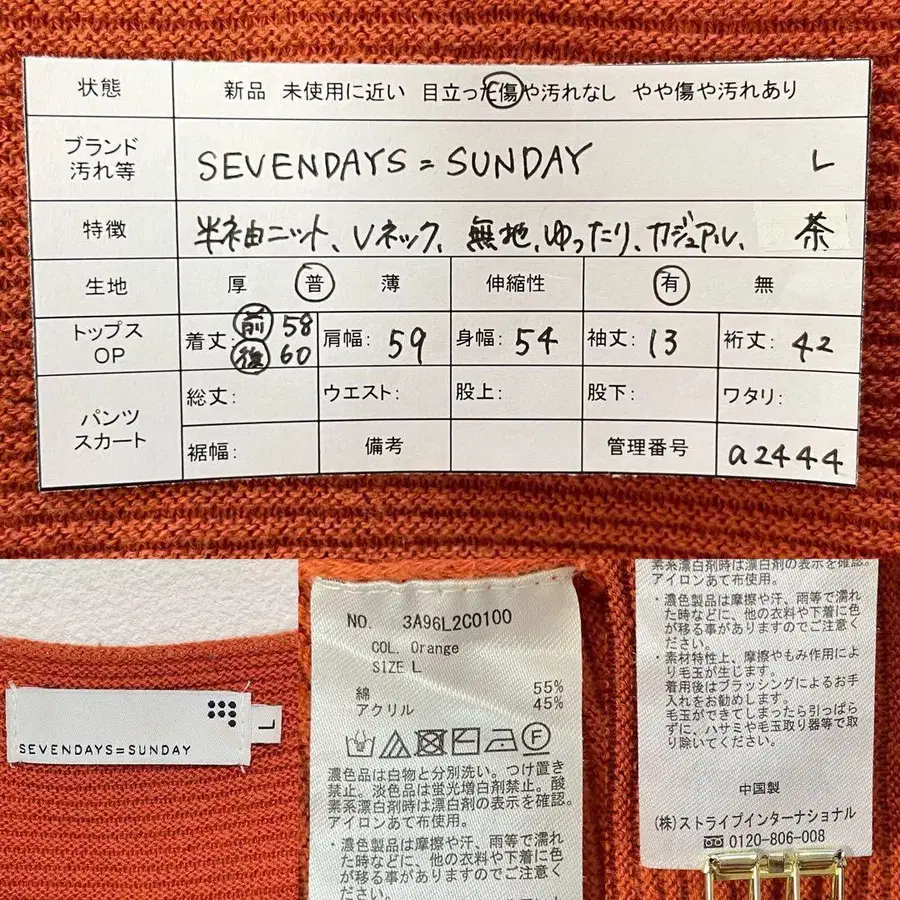 状態 新品 未使用に近い 目立った傷や汚れなし やや傷や汚れあり
ブランド
汚れ等
SEVENDAYS=SUNDAY L
特徴 半袖ニット、Vネック、無地、ゆったり、カジュアル、 茶
生地 厚 普 薄 伸縮性 有 無
トップス
OP
着丈: 前 58
後 60
肩幅: 59 身幅: 54 袖丈: 13 裄丈: 42
パンツ
スカート
総丈: ウエスト: 股上: 股下: ワタリ:
裾幅: 備考 管理番号 a2444
SEVENDAYS=SUNDAY
L
NO. 3A96L2C0100
COL. Orange
SIZE L
綿 55%
アクリル 45%
F
濃色品は白物と分別洗い。つけ置き
禁止。淡色品は蛍光増白剤禁止。酸
素系漂白剤時は漂白剤の表示を確認。
アイロンあて布使用。
・濃色製品は摩擦や汗、雨等で濡れ
た時などに、他の衣料や下着に色
が移る事がありますのでご注意く
ださい。
素系漂白剤時は漂白剤の表示を確認。
アイロンあて布使用。
・濃色製品は摩擦や汗、雨等で濡れ
た時などに、他の衣料や下着に色
が移る事がありますのでご注意く
ださい。
・素材特性上、摩擦やもみ作用によ
り毛玉が生じます。
着用後はブラッシングによるお手
入れをお勧めします。
毛玉ができてしまったら引っぱら
ずに、ハサミや毛玉取り器等で取
り除いてください。
中国製
(株)ストライプインターナショナル
0120-806-008